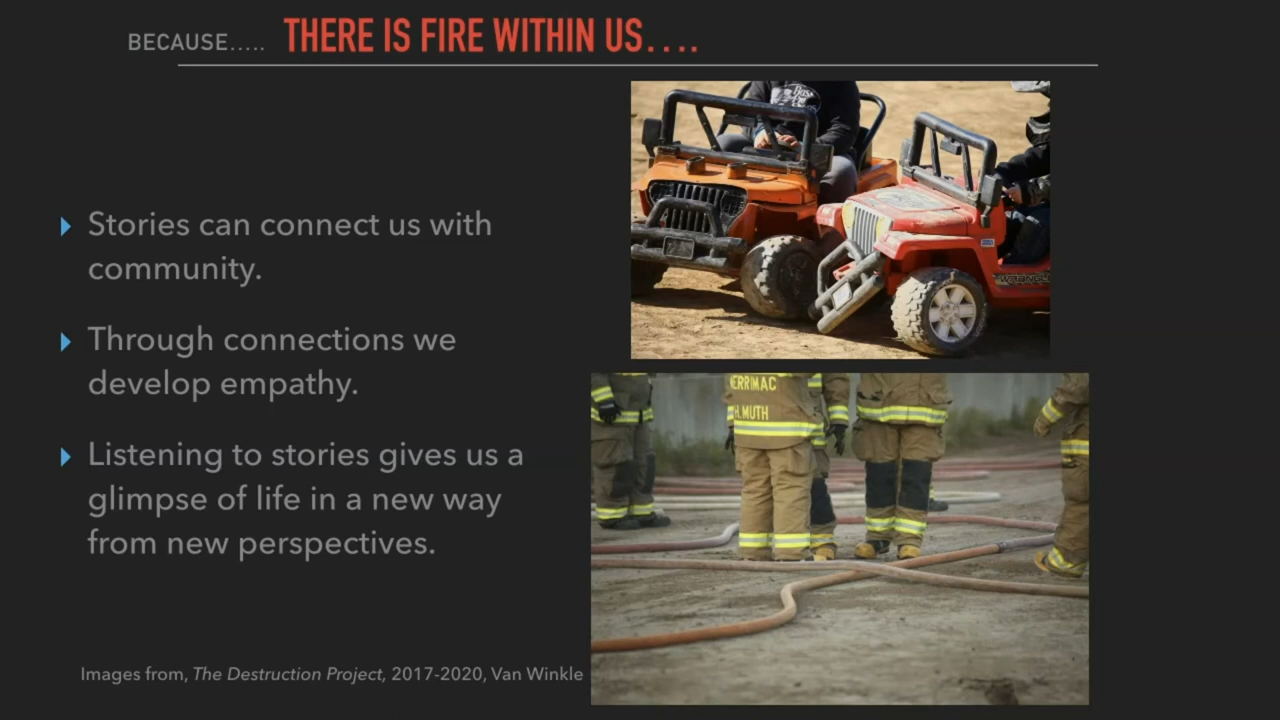 BECAUSE..... THERE IS FIRE WITHIN US....
Stories can connect us with
community.
Through connections we
develop empathy.
Listening to stories gives us a
glimpse of life in a new way
from new perspectives.
Images from, The Destruction Project, 2017-2020, Van Winkle
Bass
ERRIMAC
H.MUTH